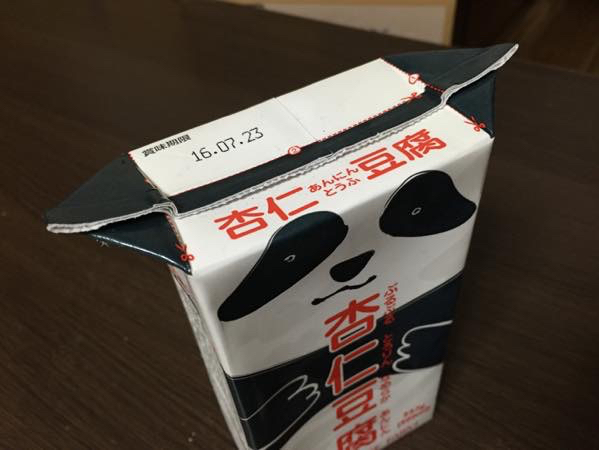 賞味期限
16.07.23
杏仁豆腐
あんにん
とうふ
杏仁豆腐